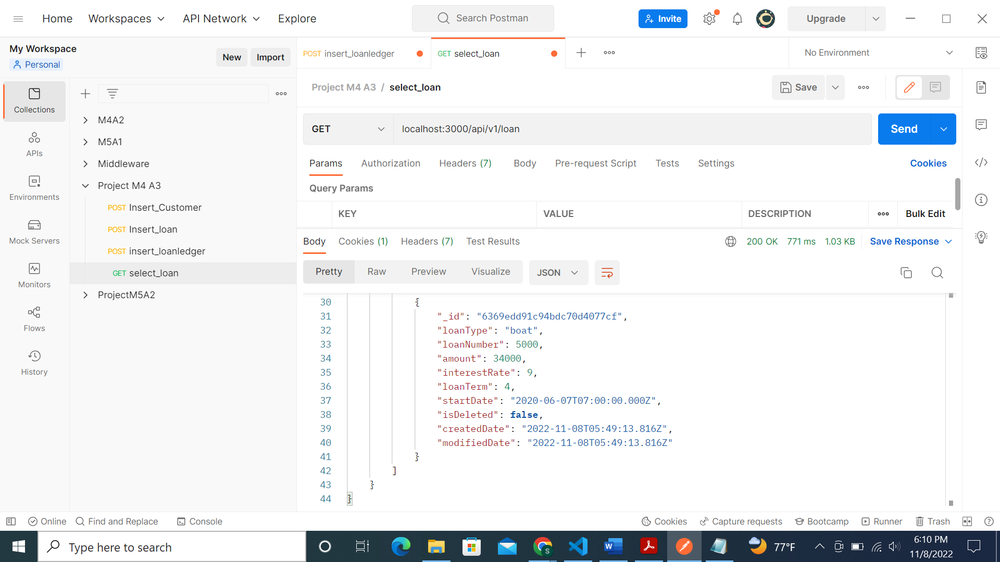 Home
Workspaces
API Network
Explore
Search Postman
Invite
Upgrade
My Workspace
Personal
New
Import
POST insert_loanledger
GET select_loan
No Environment
Project M4 A3 / select_loan
Save
Collections
APIs
Environments
Mock Servers
Monitors
Flows
History
M4A2
M5A1
Middleware
Project M4 A3
POST Insert_Customer
POST Insert_loan
POST insert_loanledger
GET select_loan
ProjectM5A2
GET
localhost:3000/api/v1/loan
Send
Params
Authorization
Headers (7)
Body
Pre-request Script
Tests
Settings
Cookies
Query Params
KEY
VALUE
DESCRIPTION
Bulk Edit
Body
Cookies (1)
Headers (7)
Test Results
200 OK
771 ms
1.03 KB
Save Response
Pretty
Raw
Preview
Visualize
JSON
30 {
31 "_id": "6369edd91c94bdc70d4077cf",
32 "loanType": "boat",
33 "loanNumber": 5000,
34 "amount": 34000,
35 "interestRate": 9,
36 "loanTerm": 4,
37 "startDate": "2020-06-07T07:00:00.000Z",
38 "isDeleted": false,
39 "createdDate": "2022-11-08T05:49:13.816Z",
40 "modifiedDate": "2022-11-08T05:49:13.816Z"
41 }
42 ]
43 }
44 }
Online
Find and Replace
Console
Cookies
Capture requests
Bootcamp
Runner
Trash
Type here to search
S
W
77°F
6:10 PM
11/8/2022